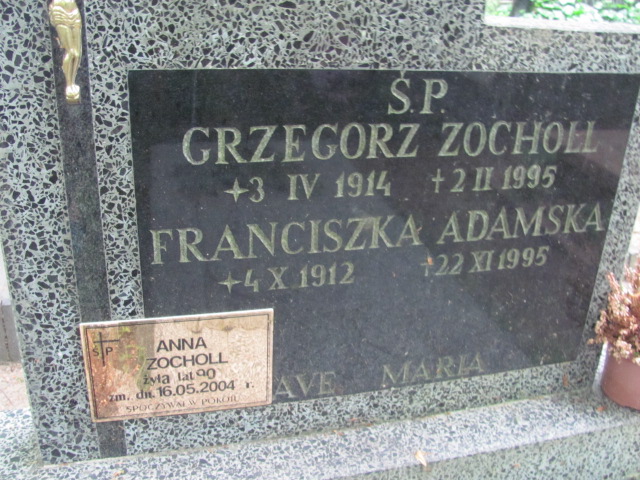 Ś.P.
GRZEGORZ ZOCHOLL
3 IV 1914 +2 II 1995
FRANCISZKA ADAMSKA
4 X 1912 +22 XI 1995
AVE MARIA
Ś P
ANNA
ZOCHOLL
żyła lat 90
zm. dn. 16.05.2004 r.
SPOCZYWAJ W POKOJU